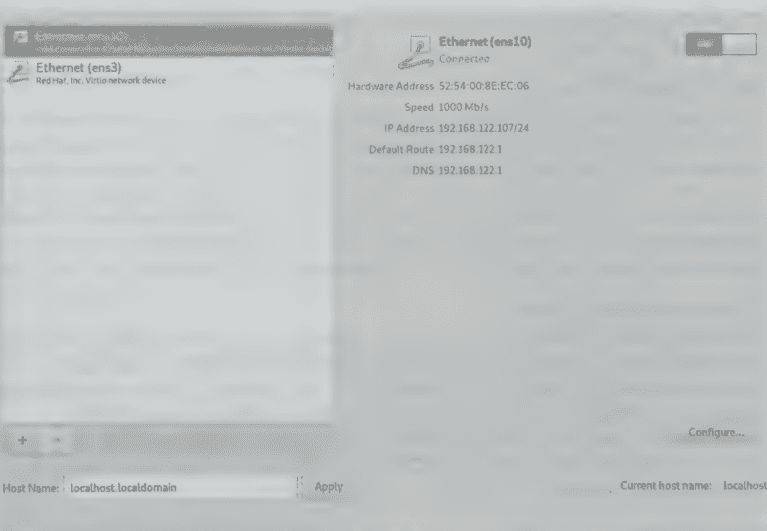 Ethernet (ens10)
Ethernet (ens3)
Red Hat, Inc. Virtio network device
Ethernet (ens10)
Connected
Hardware Address 52:54:00:8E:EC:06
Speed 1000 Mb/s
IP Address 192.168.122.107/24
Default Route 192.168.122.1
DNS 192.168.122.1
+ -
Configure...
Host Name: localhost.localdomain Apply Current host name: localhost